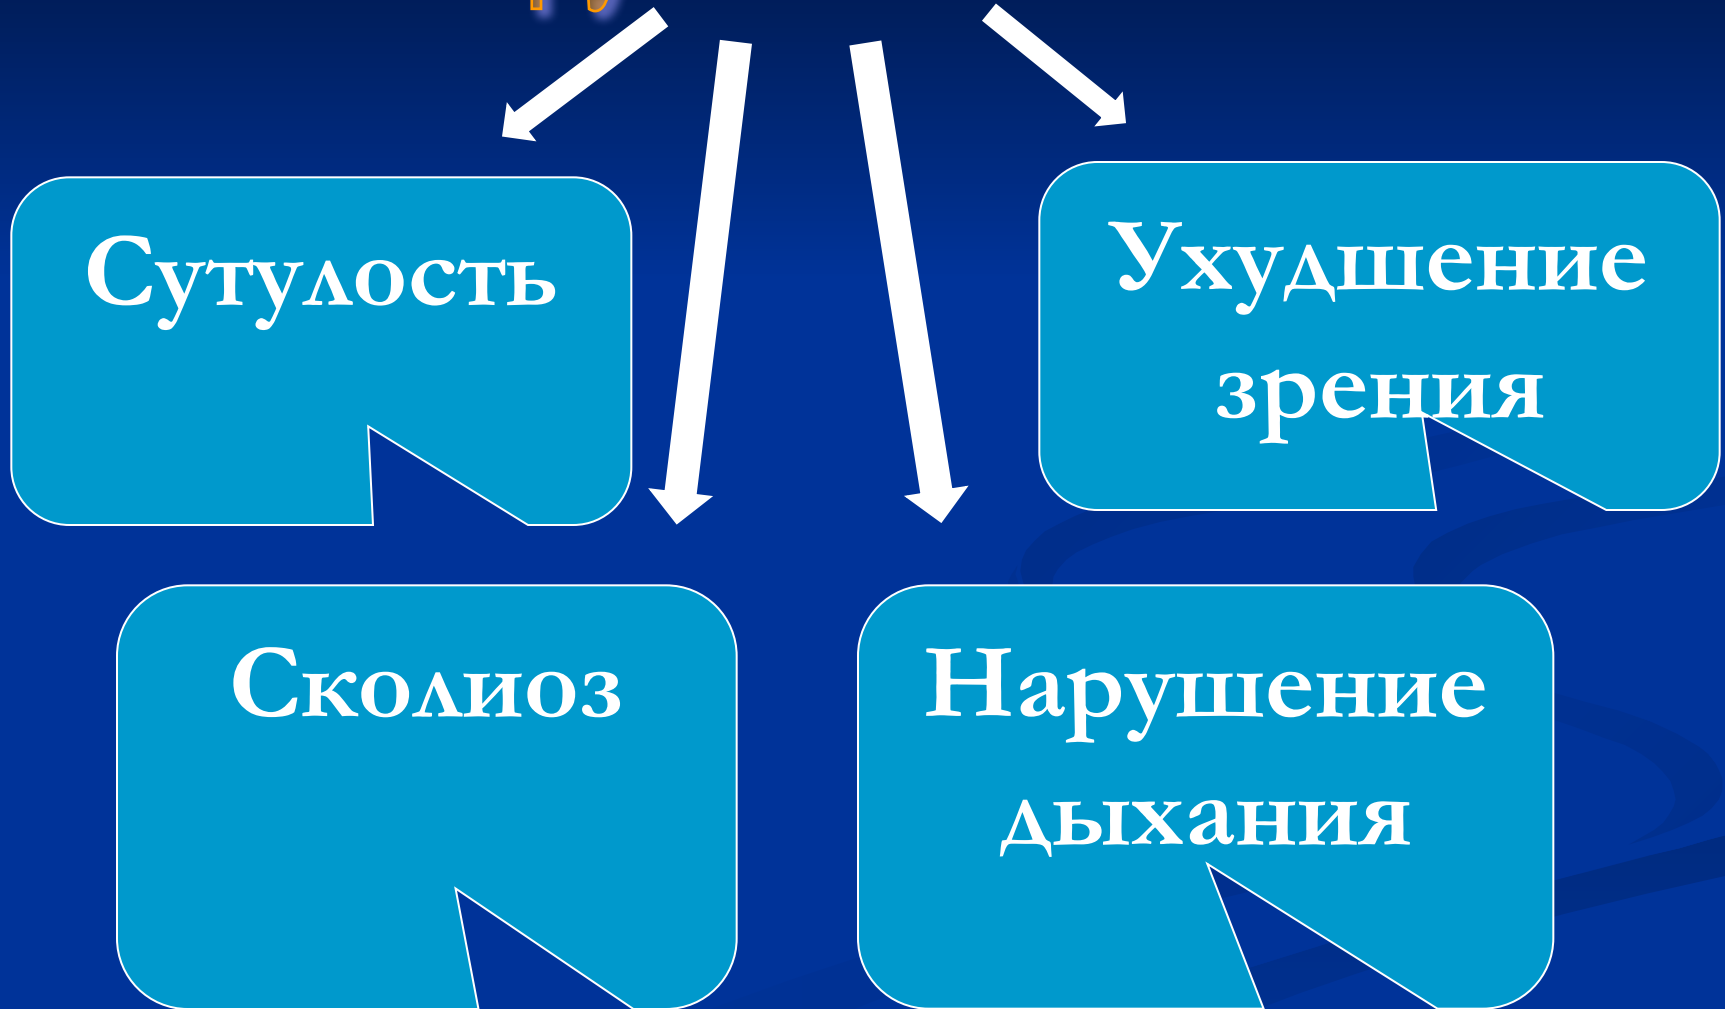 Сутулость
Ухудшение
зрения
Сколиоз
Нарушение
дыхания